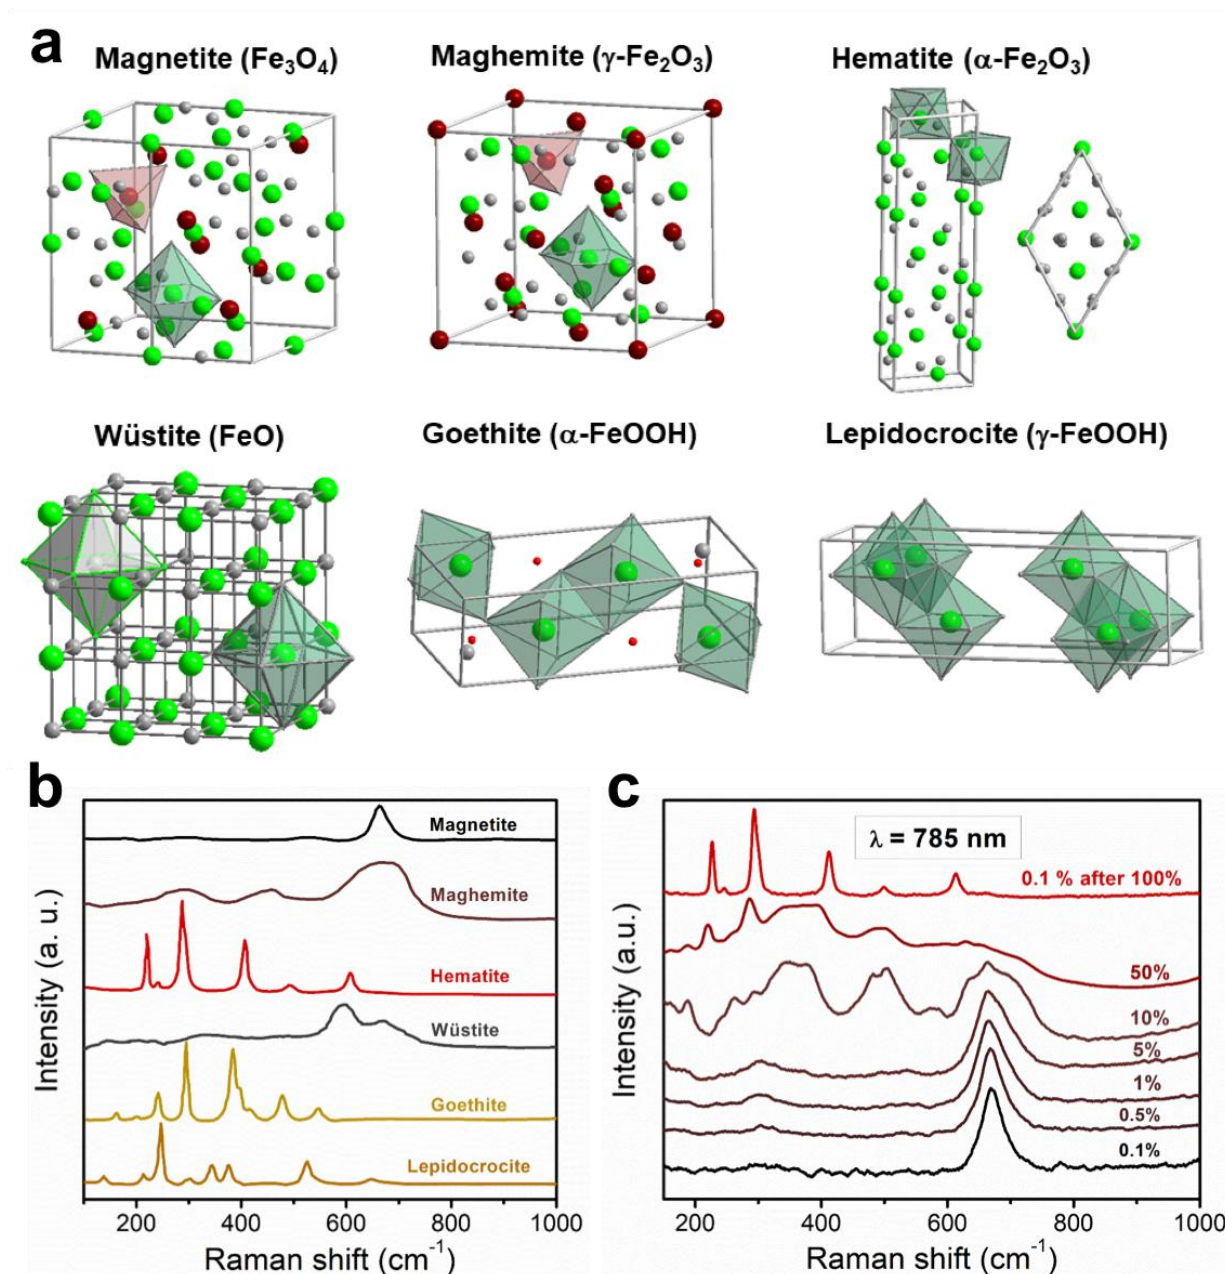 a
Magnetite (Fe₃O₄)
Maghemite (γ-Fe₂O₃)
Hematite (α-Fe₂O₃)
Wüstite (FeO)
Goethite (α-FeOOH)
Lepidocrocite (γ-FeOOH)
b
Magnetite
Maghemite
Hematite
Wüstite
Goethite
Lepidocrocite
Intensity (a. u.)
200 400 600 800 1000
Raman shift (cm⁻¹)
c
λ = 785 nm
0.1 % after 100%
50%
10%
5%
1%
0.5%
0.1%
Intensity (a.u.)
200 400 600 800 1000
Raman shift (cm⁻¹)